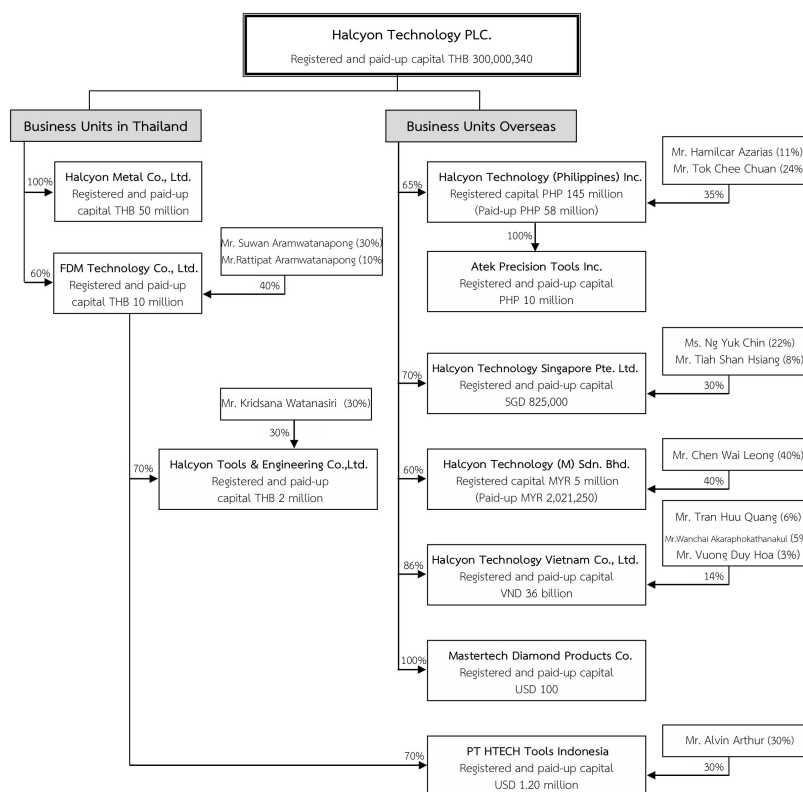 Halcyon Technology PLC.
Registered and paid-up capital THB 300,000,340
Business Units in Thailand
Business Units Overseas
100%
Halcyon Metal Co., Ltd.
Registered and paid-up
capital THB 50 million
Mr. Suwan Aramwatanapong (30%)
Mr.Rattipat Aramwatanapong (10%
60%
FDM Technology Co., Ltd.
Registered and paid-up
capital THB 10 million
40%
Mr. Kridsana Watanasiri (30%)
30%
70%
Halcyon Tools & Engineering Co.,Ltd.
Registered and paid-up
capital THB 2 million
Mr. Hamilcar Azarias (11%)
Mr. Tok Chee Chuan (24%
65%
Halcyon Technology (Philippines) Inc.
Registered capital PHP 145 million
(Paid-up PHP 58 million)
35%
100%
Atek Precision Tools Inc.
Registered and paid-up capital
PHP 10 million
Ms. Ng Yuk Chin (22%)
Mr. Tiah Shan Hsiang (8%)
70%
Halcyon Technology Singapore Pte. Ltd.
Registered and paid-up capital
SGD 825,000
30%
Mr. Chen Wai Leong (40%)
60%
Halcyon Technology (M) Sdn. Bhd.
Registered capital MYR 5 million
(Paid-up MYR 2,021,250)
40%
Mr. Tran Huu Quang (6%)
Mr.Wanchai Akaraphokathanakul (5%
Mr. Vuong Duy Hoa (3%)
86%
Halcyon Technology Vietnam Co., Ltd.
Registered and paid-up capital
VND 36 billion
14%
100%
Mastertech Diamond Products Co.
Registered and paid-up capital
USD 100
Mr. Alvin Arthur (30%)
70%
PT HTECH Tools Indonesia
Registered and paid-up capital
USD 1.20 million
30%